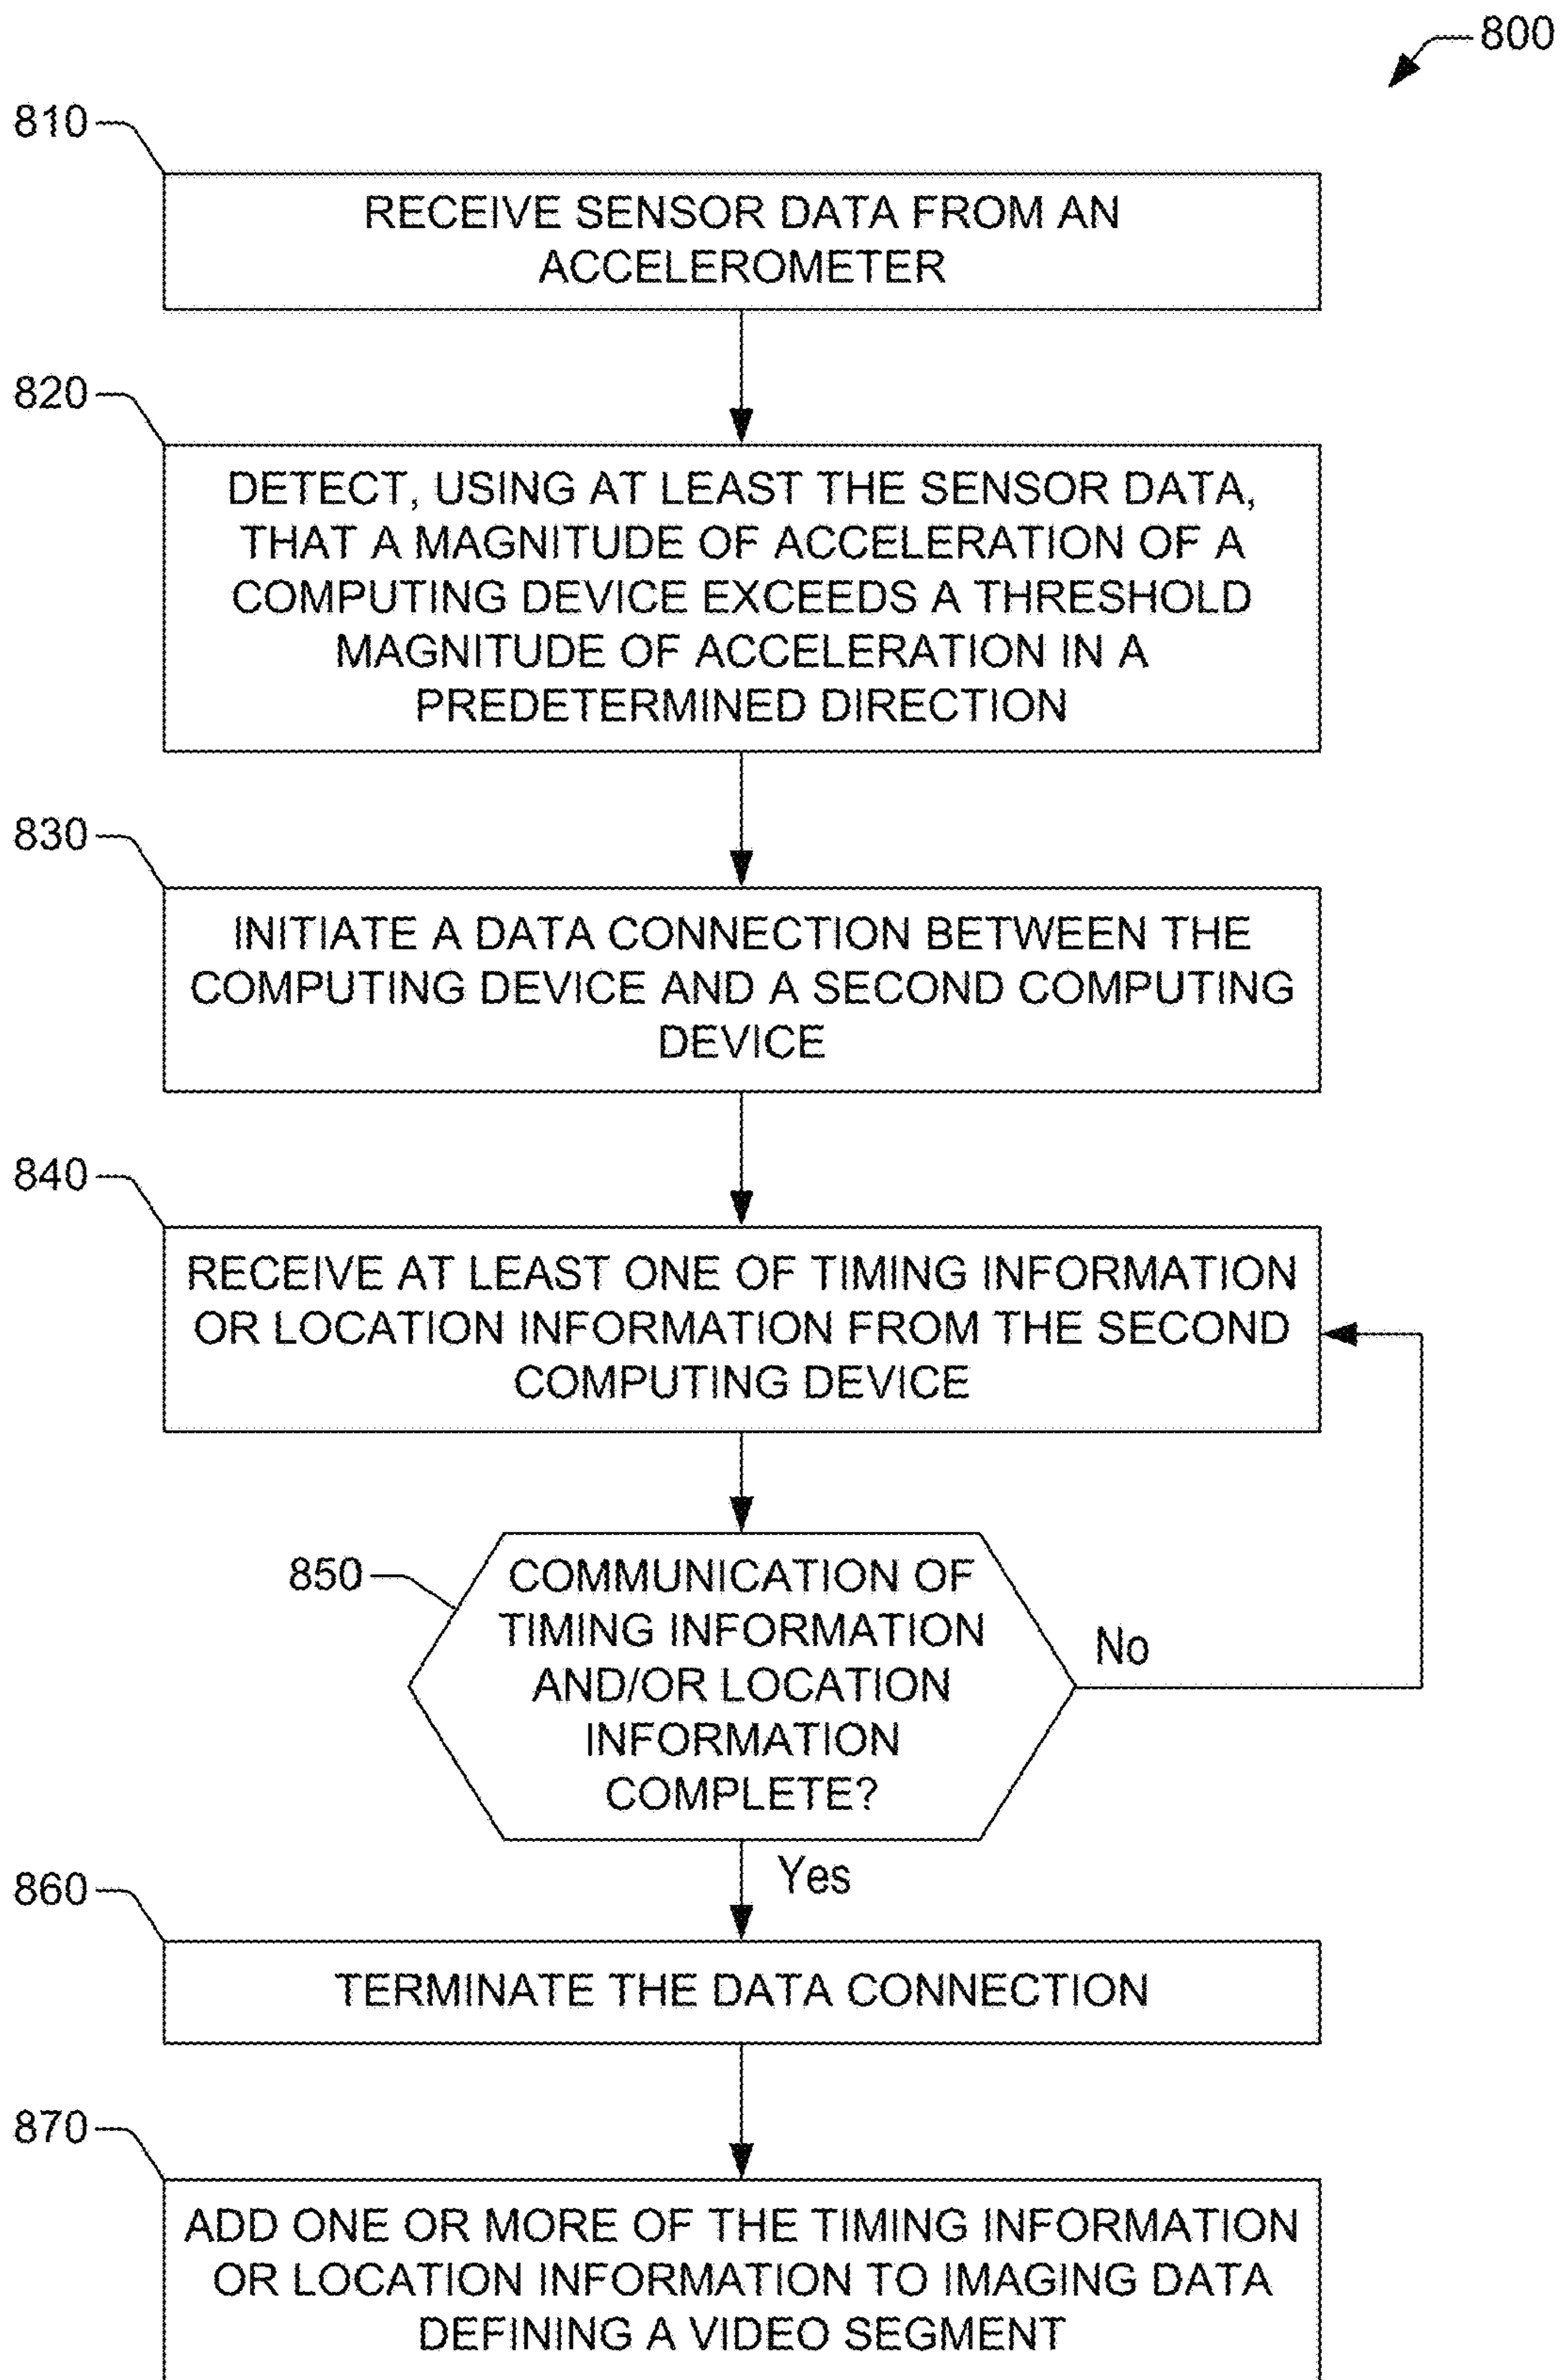 800
810
RECEIVE SENSOR DATA FROM AN
ACCELEROMETER
820
DETECT, USING AT LEAST THE SENSOR DATA,
THAT A MAGNITUDE OF ACCELERATION OF A
COMPUTING DEVICE EXCEEDS A THRESHOLD
MAGNITUDE OF ACCELERATION IN A
PREDETERMINED DIRECTION
830
INITIATE A DATA CONNECTION BETWEEN THE
COMPUTING DEVICE AND A SECOND COMPUTING
DEVICE
840
RECEIVE AT LEAST ONE OF TIMING INFORMATION
OR LOCATION INFORMATION FROM THE SECOND
COMPUTING DEVICE
850
COMMUNICATION OF
TIMING INFORMATION
AND/OR LOCATION
INFORMATION
COMPLETE?
No
Yes
860
TERMINATE THE DATA CONNECTION
870
ADD ONE OR MORE OF THE TIMING INFORMATION
OR LOCATION INFORMATION TO IMAGING DATA
DEFINING A VIDEO SEGMENT